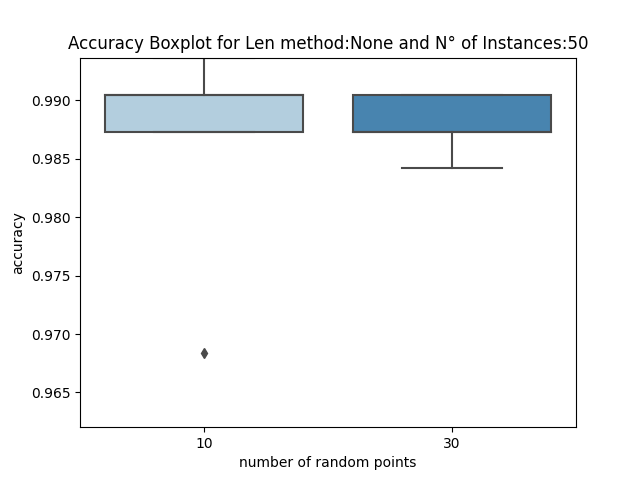 Accuracy Boxplot for Len method:None and N° of Instances:50
0.990
0.985
0.980
0.975
0.970
0.965
accuracy
10 30
number of random points